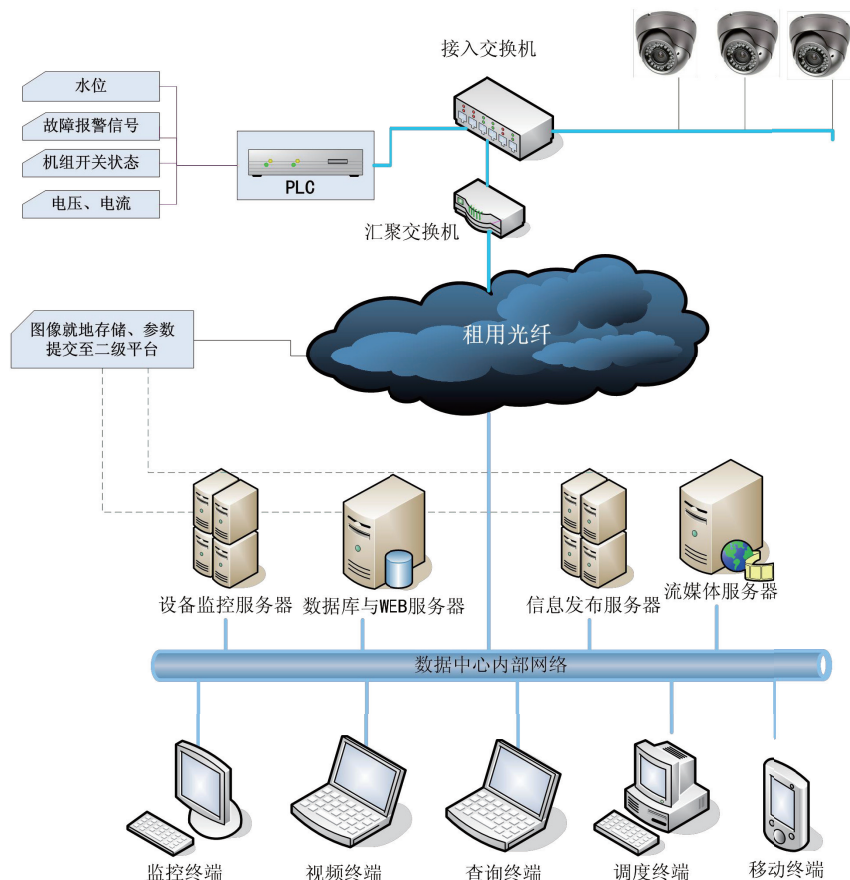 接入交换机
水位
故障报警信号
机组开关状态
电压、电流
PLC
汇聚交换机
租用光纤
图像就地存储、参数
提交至二级平台
设备监控服务器
数据库与WEB服务器
信息发布服务器
流媒体服务器
数据中心内部网络
监控终端
视频终端
查询终端
调度终端
移动终端